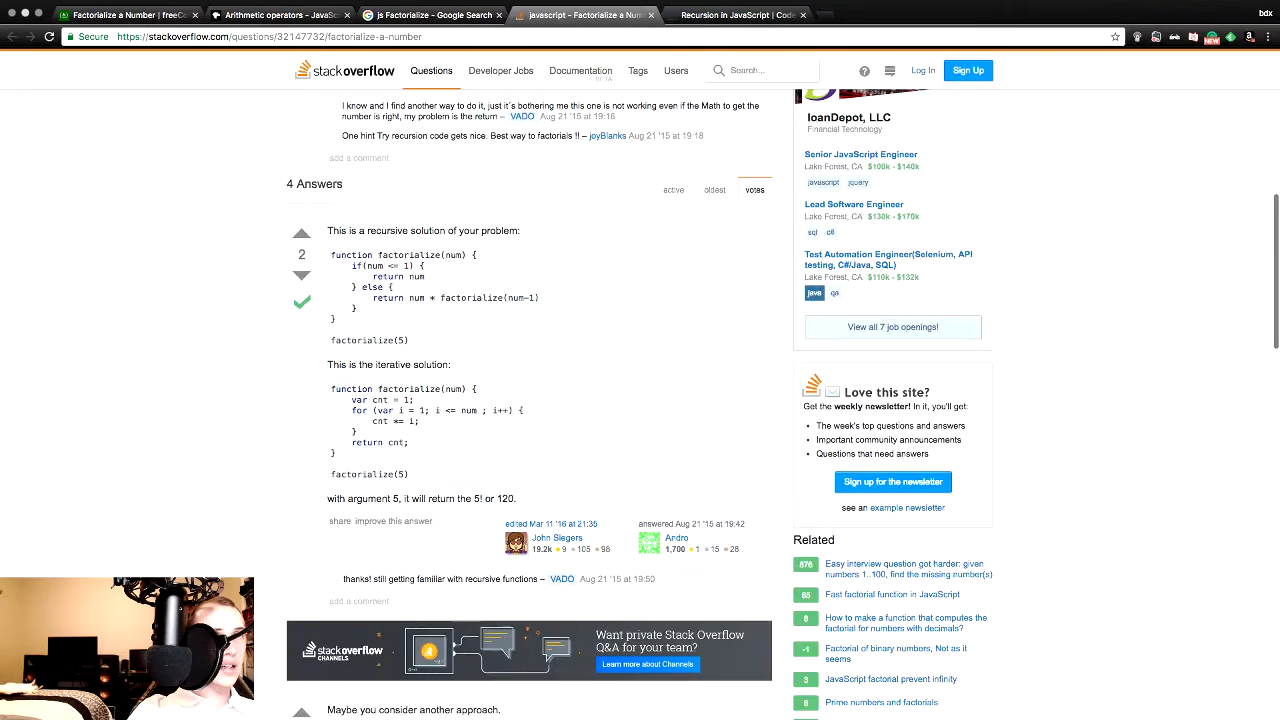 Factorize a Number | freeC
Arithmetic operators - JavaS
js Factorialize - Google Search
javascript - Factorialize a Num
Recursion in JavaScript | Cod
bdx
Secure https://stackoverflow.com/questions/32147732/factorialize-a-number
NEW
stackoverflow
Questions
Developer Jobs
Documentation
BETA
Tags
Users
Search...
Log In
Sign Up
I know and I find another way to do it, just it´s bothering me this one is not working even if the Math to get the
number is right, my problem is the return – VADO Aug 21 '15 at 19:16
One hint Try recursion code gets nice. Best way to factorials !! – joyBlanks Aug 21 '15 at 19:18
add a comment
4 Answers
active
oldest
votes
2
This is a recursive solution of your problem:
function factorialize(num) {
if(num <= 1) {
return num
} else {
return num * factorialize(num-1)
}
}
factorialize(5)
This is the iterative solution:
function factorialize(num) {
var cnt = 1;
for (var i = 1; i <= num ; i++) {
cnt *= i;
}
return cnt;
}
factorialize(5)
with argument 5, it will return the 5! or 120.
share improve this answer
edited Mar 11 '16 at 21:35
John Slegers
19.2k 9 105 98
answered Aug 21 '15 at 19:42
Andro
1,700 1 15 28
thanks! still getting familiar with recursive functions – VADO Aug 21 '15 at 19:50
add a comment
stackoverflow
CHANNELS
Want private Stack Overflow
Q&A for your team?
Learn more about Channels
Maybe you consider another approach.
loanDepot, LLC
Financial Technology
Senior JavaScript Engineer
Lake Forest, CA $100k - $140k
javascript jquery
Lead Software Engineer
Lake Forest, CA $130k - $170k
sql c#
Test Automation Engineer(Selenium, API
testing, C#/Java, SQL)
Lake Forest, CA $110k - $132k
java qa
View all 7 job openings!
Love this site?
Get the weekly newsletter! In it, you'll get:
• The week's top questions and answers
• Important community announcements
• Questions that need answers
Sign up for the newsletter
see an example newsletter
Related
876 Easy interview question got harder: given
numbers 1..100, find the missing number(s)
65 Fast factorial function in JavaScript
8 How to make a function that computes the
factorial for numbers with decimals?
-1 Factorial of binary numbers, Not as it
seems
3 JavaScript factorial prevent infinity
8 Prime numbers and factorials